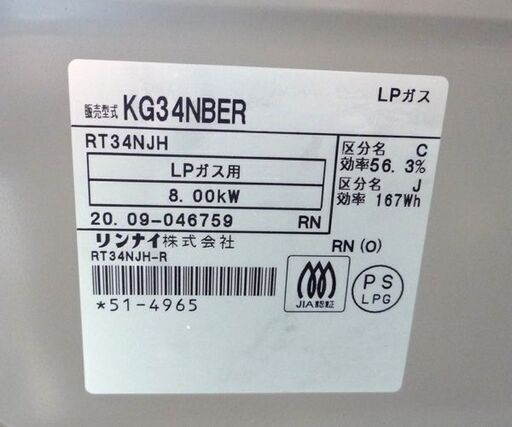 LPガス
販売型式 KG34NBER
RT34NJH
LPガス用
8.00kW
20.09-046759 RN
リンナイ株式会社
RT34NJH-R
*51-4965
区分名 C
効率56.3%
区分名 J
効率 167Wh
RN (O)
JIA認証
PS
LPG